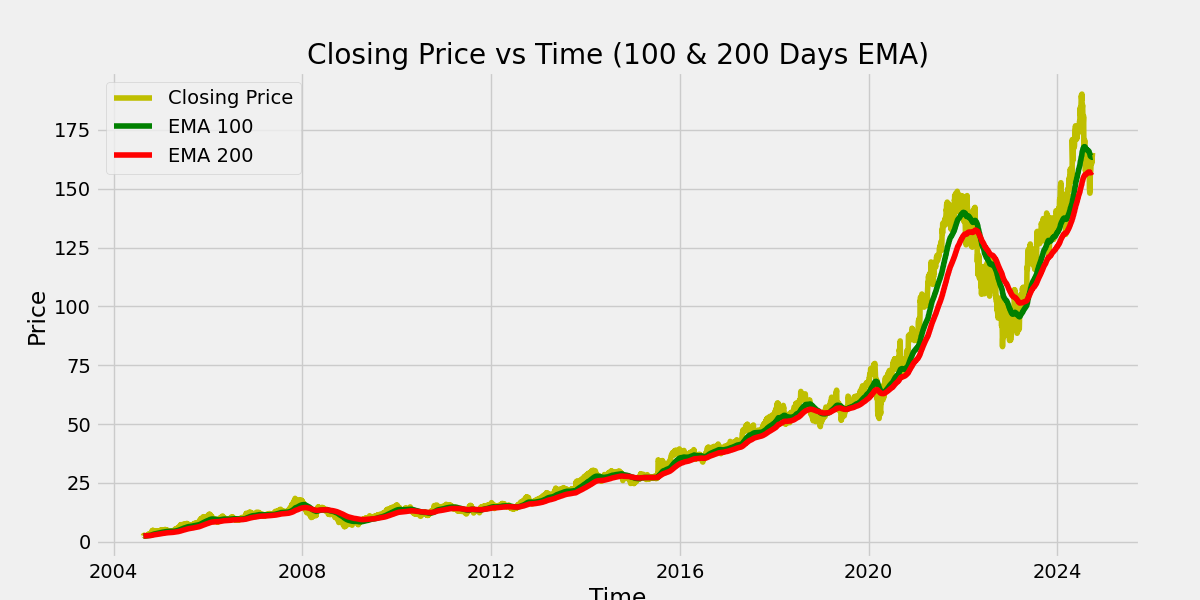 Closing Price vs Time (100 & 200 Days EMA)
Closing Price
EMA 100
EMA 200
Price
175
150
125
100
75
50
25
0
2004 2008 2012 2016 2020 2024
Time